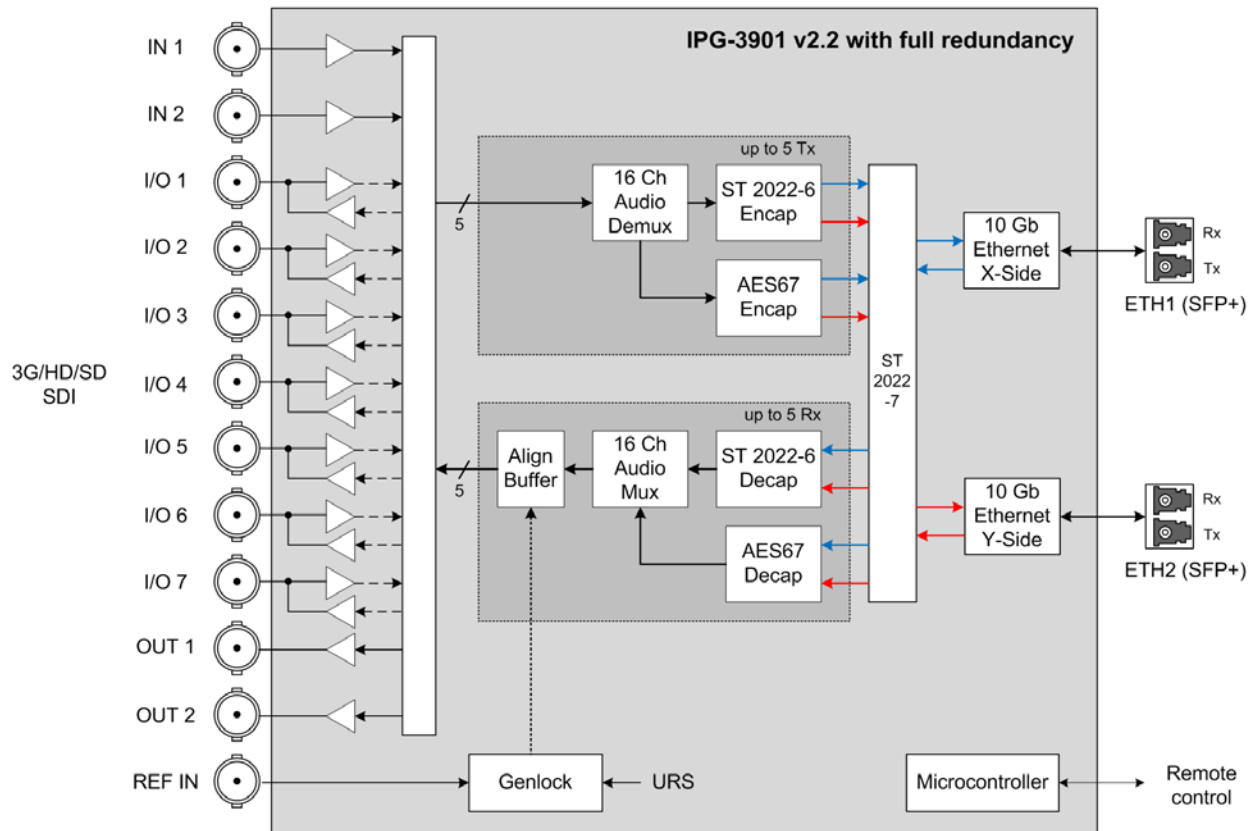 IPG-3901 v2.2 with full redundancy
IN 1
IN 2
I/O 1
I/O 2
I/O 3
I/O 4
I/O 5
I/O 6
I/O 7
OUT 1
OUT 2
REF IN
3G/HD/SD
SDI
5
up to 5 Tx
16 Ch
Audio
Demux
ST 2022-6
Encap
AES67
Encap
5
up to 5 Rx
Align
Buffer
16 Ch
Audio
Mux
ST 2022-6
Decap
AES67
Decap
ST
2022
-7
10 Gb
Ethernet
X-Side
Rx
Tx
ETH1 (SFP+)
10 Gb
Ethernet
Y-Side
Rx
Tx
ETH2 (SFP+)
Genlock
URS
Microcontroller
Remote
control